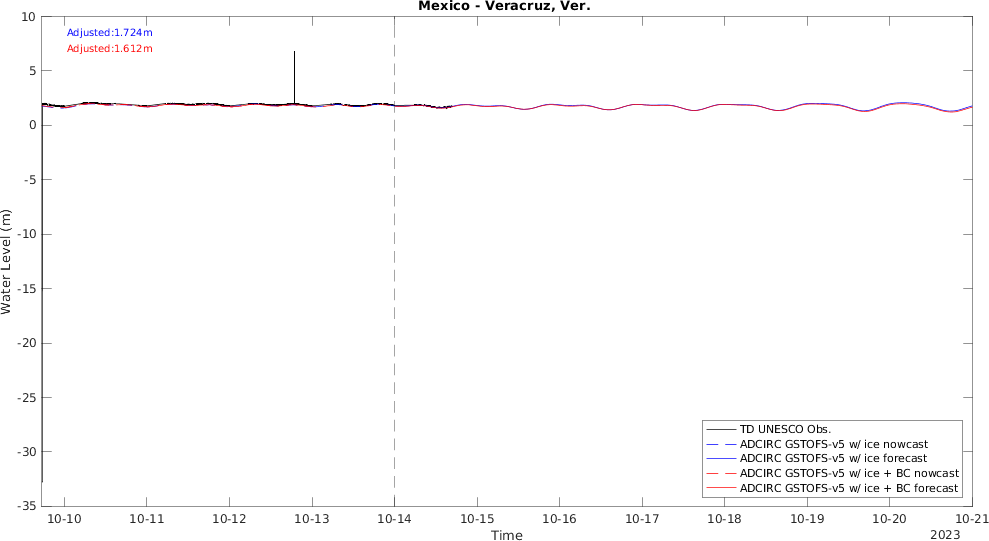 Mexico - Veracruz, Ver.
Adjusted:1.724m
Adjusted:1.612m
10
5
0
-5
-10
-15
-20
-25
-30
-35
Water Level (m)
TD UNESCO Obs.
ADCIRC GSTOFS-v5 w/ ice nowcast
ADCIRC GSTOFS-v5 w/ ice forecast
ADCIRC GSTOFS-v5 w/ ice + BC nowcast
ADCIRC GSTOFS-v5 w/ ice + BC forecast
10-10 10-11 10-12 10-13 10-14 10-15 10-16 10-17 10-18 10-19 10-20 10-21
Time
2023